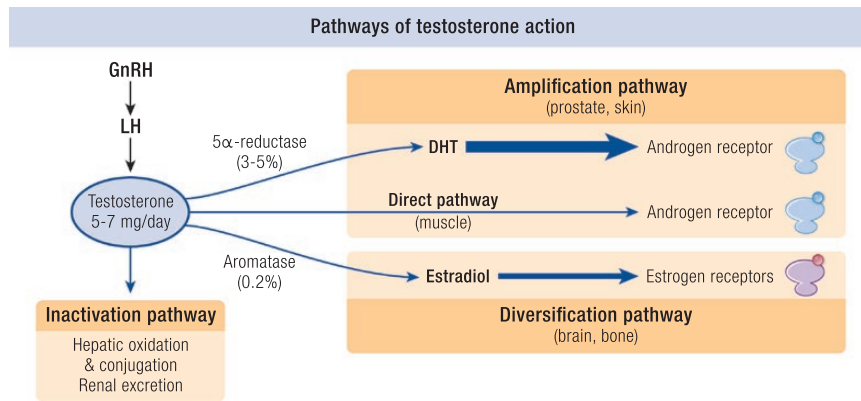 Pathways of testosterone action
GnRH
LH
Testosterone
5-7 mg/day
Inactivation pathway
Hepatic oxidation
& conjugation
Renal excretion
5α-reductase
(3-5%)
Aromatase
(0.2%)
Amplification pathway
(prostate, skin)
DHT
Androgen receptor
Direct pathway
(muscle)
Androgen receptor
Estradiol
Estrogen receptors
Diversification pathway
(brain, bone)